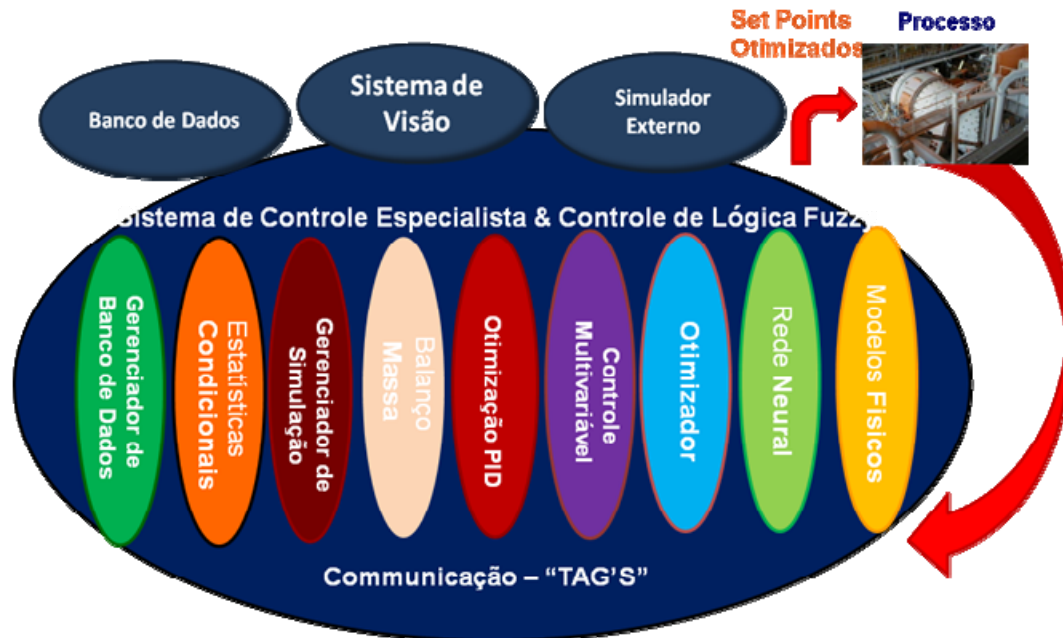 Set Points
Otimizados
Processo
Banco de Dados
Sistema de
Visão
Simulador
Externo
Sistema de Controle Especialista & Controle de Lógica Fuzzy
Gerenciador de
Banco de Dados
Estatísticas
Condicionais
Gerenciador de
Simulação
Balanço
Massa
Otimização PID
Controle
Multivariável
Otimizador
Rede Neural
Modelos Fisicos
Communicação – “TAG’S”